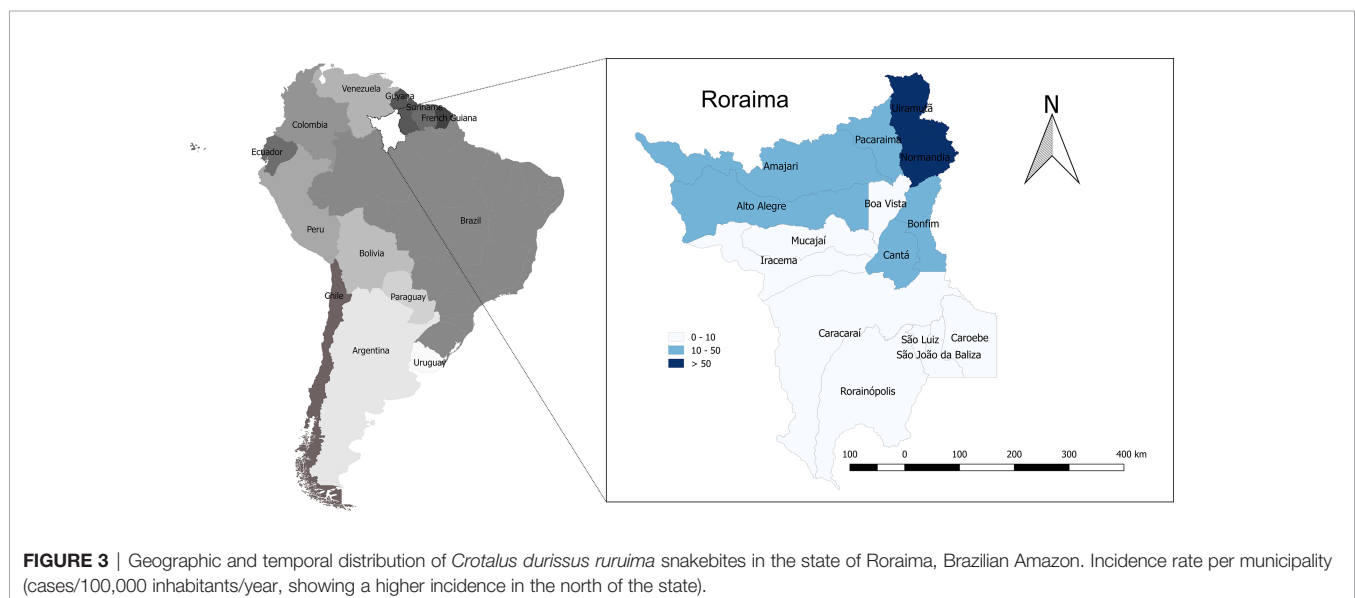 Venezuela
Guyana
Suriname
French Guiana
Colombia
Ecuador
Brazil
Peru
Bolivia
Chile
Paraguay
Argentina
Uruguay
Roraima
N
Uiramutã
Pacaraima
Normandia
Amajari
Alto Alegre
Boa Vista
Bonfim
Mucajaí
Cantá
Iracema
Caracaraí
São Luiz
Caroebe
São João da Baliza
Rorainópolis
0 - 10
10 - 50
> 50
100 0 100 200 300 400 km
FIGURE 3 | Geographic and temporal distribution of Crotalus durissus ruruima snakebites in the state of Roraima, Brazilian Amazon. Incidence rate per municipality
(cases/100,000 inhabitants/year, showing a higher incidence in the north of the state).